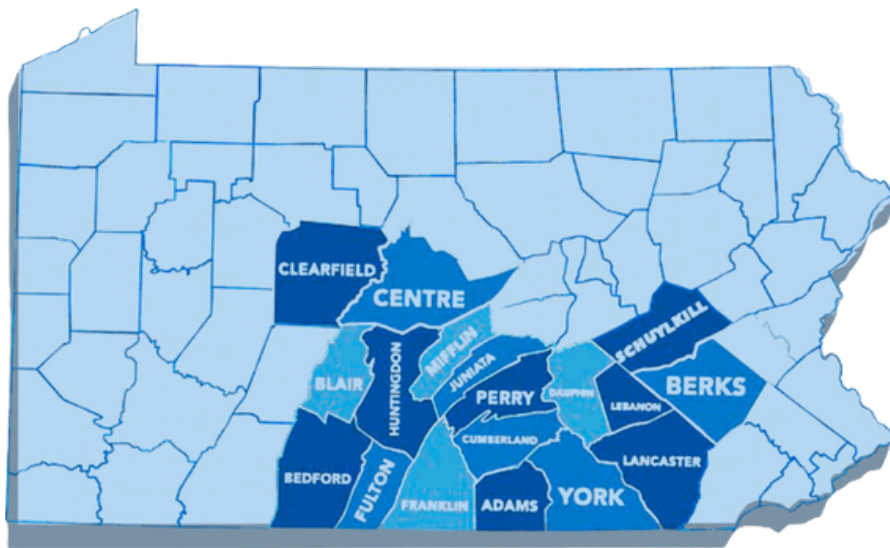 CLEARFIELD
CENTRE
SCHUYLKILL
MIFFLIN
JUNIATA
BLAIR
HUNTINGDON
PERRY
DAUPHIN
LEBANON
BERKS
CUMBERLAND
LANCASTER
BEDFORD
FULTON
FRANKLIN
ADAMS
YORK